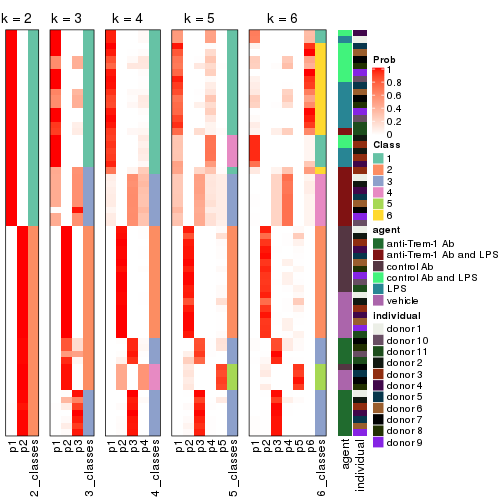 k = 2
k = 3
k = 4
k = 5
k = 6
p1
p2
2_classes
p1
p2
p3
3_classes
p1
p2
p3
p4
4_classes
p1
p2
p3
p4
p5
5_classes
p1
p2
p3
p4
p5
p6
6_classes
agent
individual
Prob
1
0.8
0.6
0.4
0.2
0
Class
1
2
3
4
5
6
agent
anti-Trem-1 Ab
anti-Trem-1 Ab and LPS
control Ab
control Ab and LPS
LPS
vehicle
individual
donor 1
donor 10
donor 11
donor 2
donor 3
donor 4
donor 5
donor 6
donor 7
donor 8
donor 9